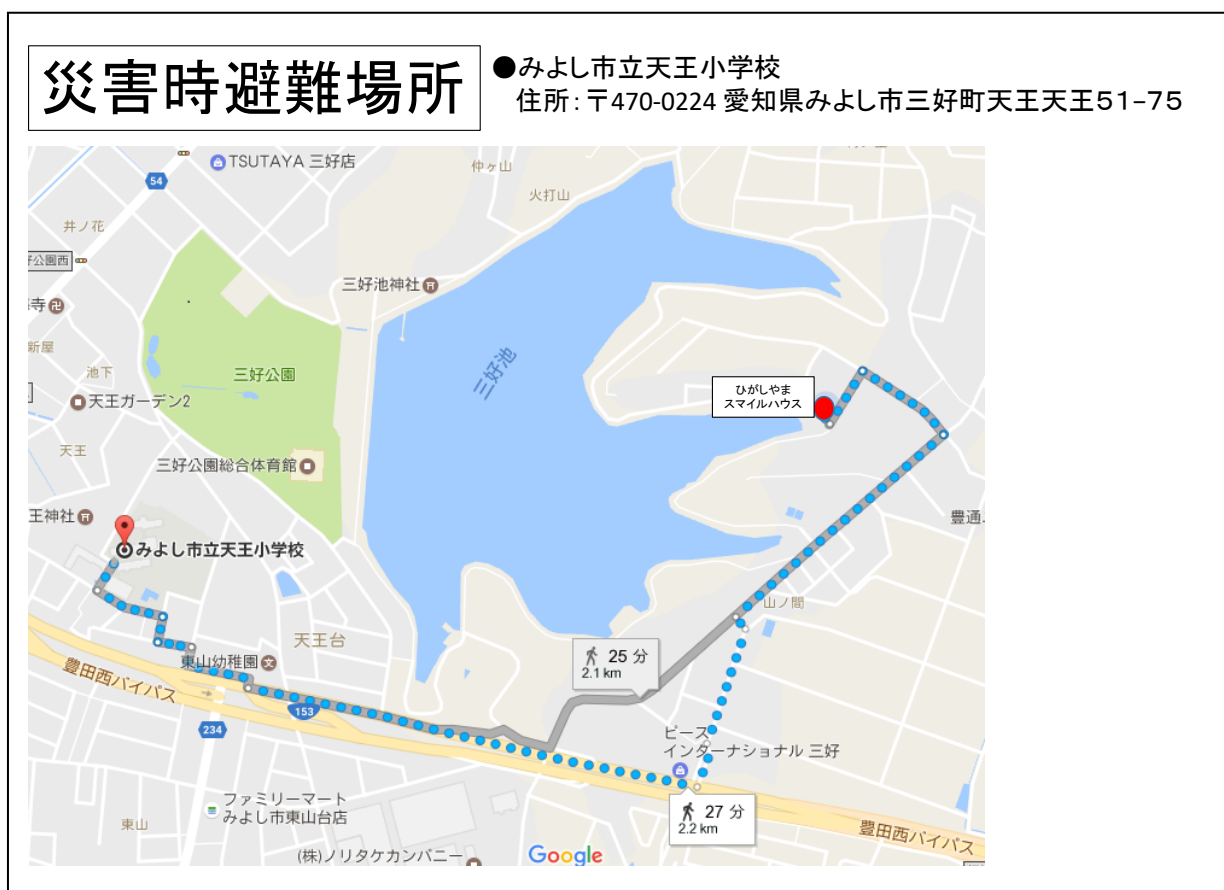 災害時避難場所
●みよし市立天王小学校
住所:〒470-0224 愛知県みよし市三好町天王天王51-75
TSUTAYA 三好店
仲ヶ山
火打山
54
井ノ花
公園西
三好池神社
寺
新屋
池下
三好公園
三好池
ひがしやま
スマイルハウス
天王ガーデン2
天王
三好公園総合体育館
王神社
豊通
みよし市立天王小学校
山ノ間
天王台
25 分
2.1 km
東山幼稚園
豊田西バイパス
153
234
ピース
インターナショナル 三好
27 分
2.2 km
ファミリーマート
みよし市東山台店
東山
豊田西バイパス
(株)ノリタケカンパニー
Google